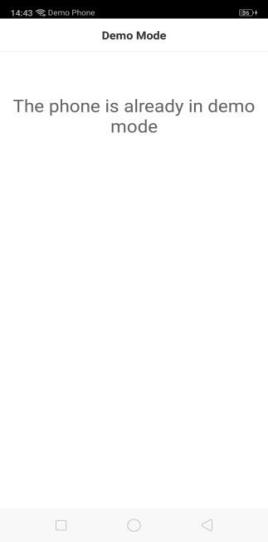 14:43 Demo Phone
Demo Mode
The phone is already in demo
mode